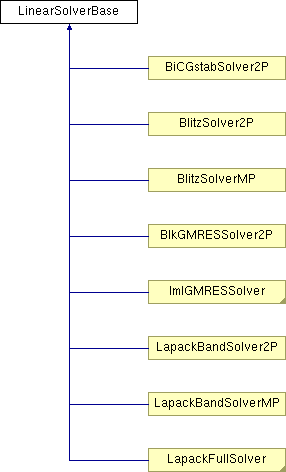 LinearSolverBase
BiCGstabSolver2P
BlitzSolver2P
BlitzSolverMP
BlkGMRESSolver2P
ImlGMRESSolver
LapackBandSolver2P
LapackBandSolverMP
LapackFullSolver